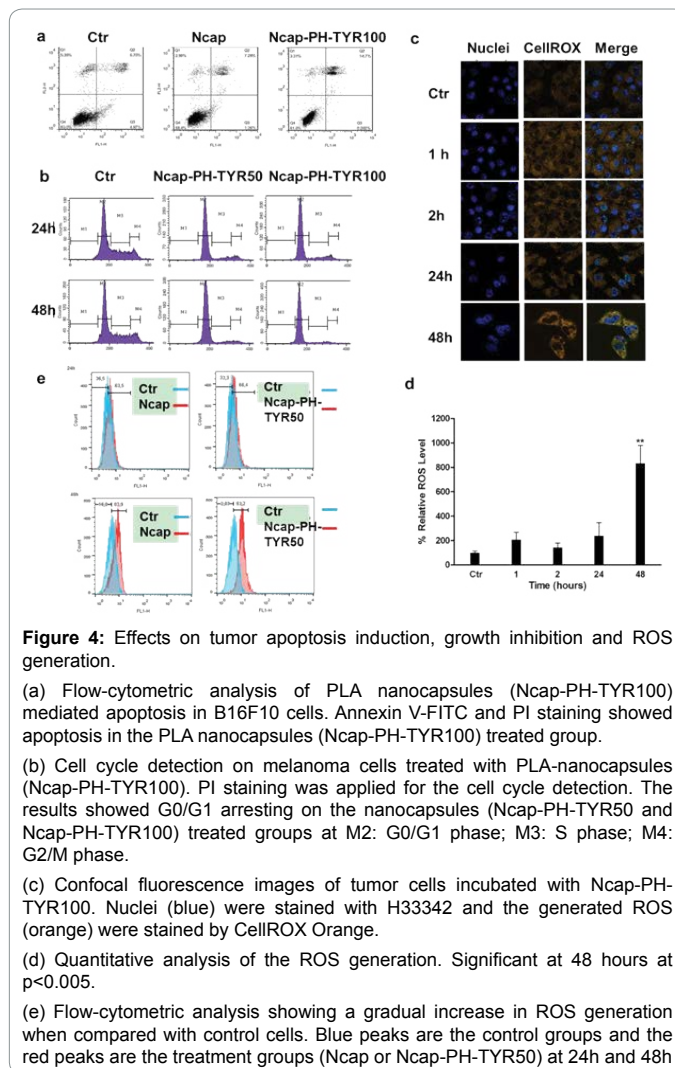 a
Ctr
Ncap
Ncap-PH-TYR100
FL1-H
FL1-H
FL1-H
b
Ctr
Ncap-PH-TYR50
Ncap-PH-TYR100
24h
48h
Counts
M1
M2
M3
M4
c
Nuclei
CellROX
Merge
Ctr
1 h
2h
24h
48h
d
% Relative ROS Level
1200
1000
800
600
400
200
0
**
Ctr
1
2
24
48
Time (hours)
e
Ctr
Ncap
Ctr
Ncap-PH-
TYR50
Ctr
Ncap
Ctr
Ncap-PH-
TYR50
Figure 4: Effects on tumor apoptosis induction, growth inhibition and ROS
generation.
(a) Flow-cytometric analysis of PLA nanocapsules (Ncap-PH-TYR100)
mediated apoptosis in B16F10 cells. Annexin V-FITC and PI staining showed
apoptosis in the PLA nanocapsules (Ncap-PH-TYR100) treated group.
(b) Cell cycle detection on melanoma cells treated with PLA-nanocapsules
(Ncap-PH-TYR100). PI staining was applied for the cell cycle detection. The
results showed G0/G1 arresting on the nanocapsules (Ncap-PH-TYR50 and
Ncap-PH-TYR100) treated groups at M2: G0/G1 phase; M3: S phase; M4:
G2/M phase.
(c) Confocal fluorescence images of tumor cells incubated with Ncap-PH-
TYR100. Nuclei (blue) were stained with H33342 and the generated ROS
(orange) were stained by CellROX Orange.
(d) Quantitative analysis of the ROS generation. Significant at 48 hours at
p<0.005.
(e) Flow-cytometric analysis showing a gradual increase in ROS generation
when compared with control cells. Blue peaks are the control groups and the
red peaks are the treatment groups (Ncap or Ncap-PH-TYR50) at 24h and 48h